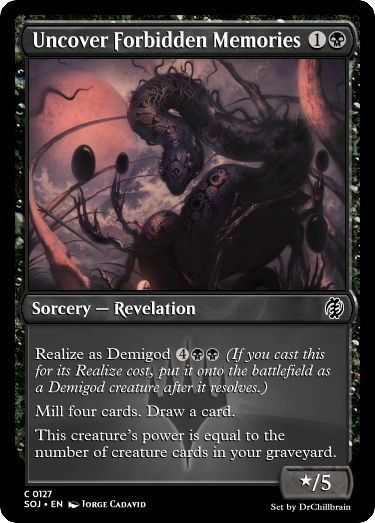 Uncover Forbidden Memories 1
Sorcery — Revelation
Realize as Demigod 4 (If you cast this
for its Realize cost, put it onto the battlefield as
a Demigod creature after it resolves.)
Mill four cards. Draw a card.
This creature's power is equal to the
number of creature cards in your graveyard.
★/5
C 0127
SOJ • EN Jorge Cadavid
Set by DrChillbrain